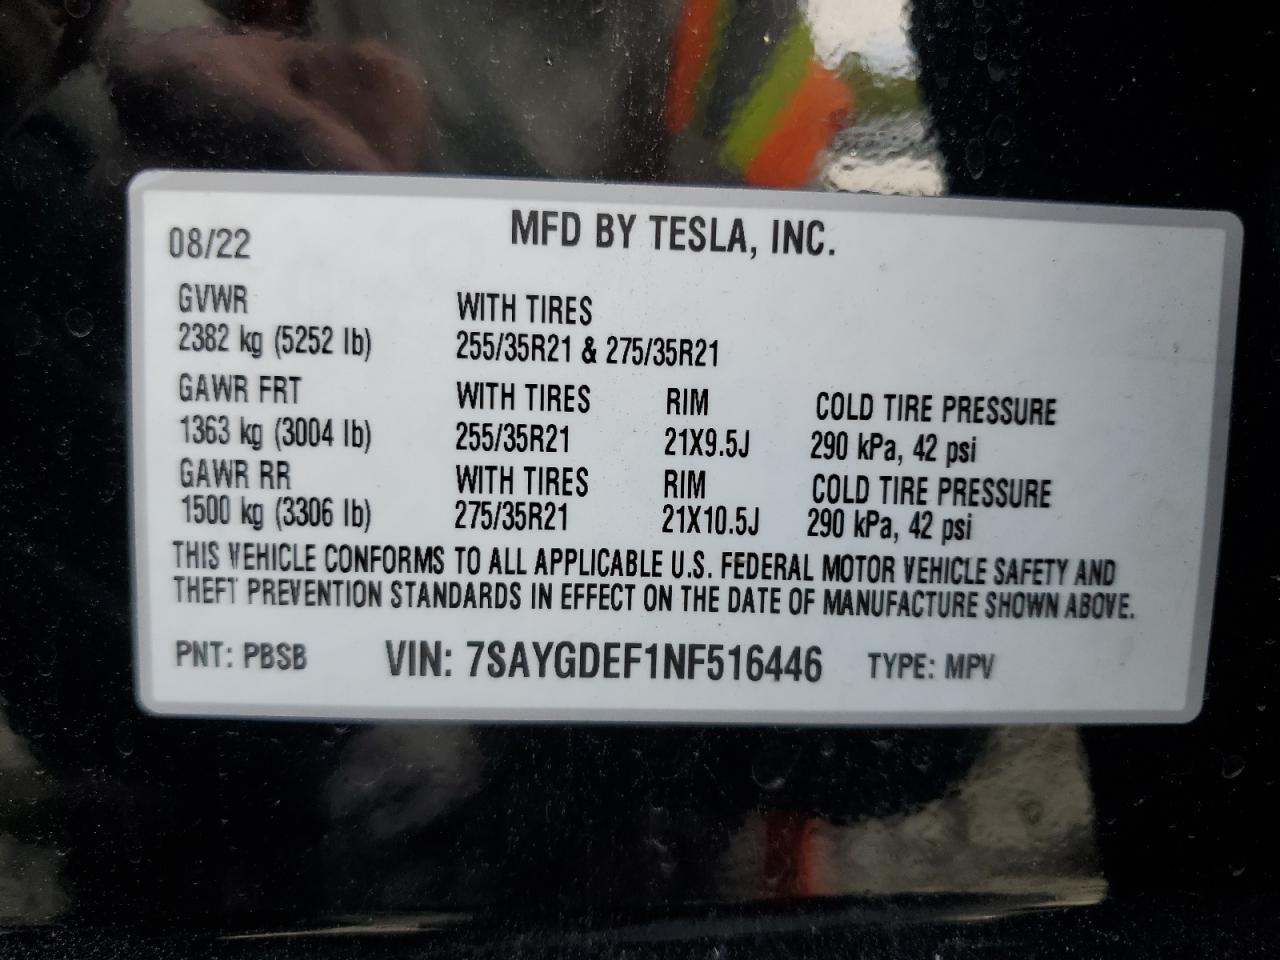 08/22 MFD BY TESLA, INC.
GVWR WITH TIRES
2382 kg (5252 lb) 255/35R21 & 275/35R21
GAWR FRT WITH TIRES RIM COLD TIRE PRESSURE
1363 kg (3004 lb) 255/35R21 21X9.5J 290 kPa, 42 psi
GAWR RR WITH TIRES RIM COLD TIRE PRESSURE
1500 kg (3306 lb) 275/35R21 21X10.5J 290 kPa, 42 psi
THIS VEHICLE CONFORMS TO ALL APPLICABLE U.S. FEDERAL MOTOR VEHICLE SAFETY AND
THEFT PREVENTION STANDARDS IN EFFECT ON THE DATE OF MANUFACTURE SHOWN ABOVE.
PNT: PBSB VIN: 7SAYGDEF1NF516446 TYPE: MPV